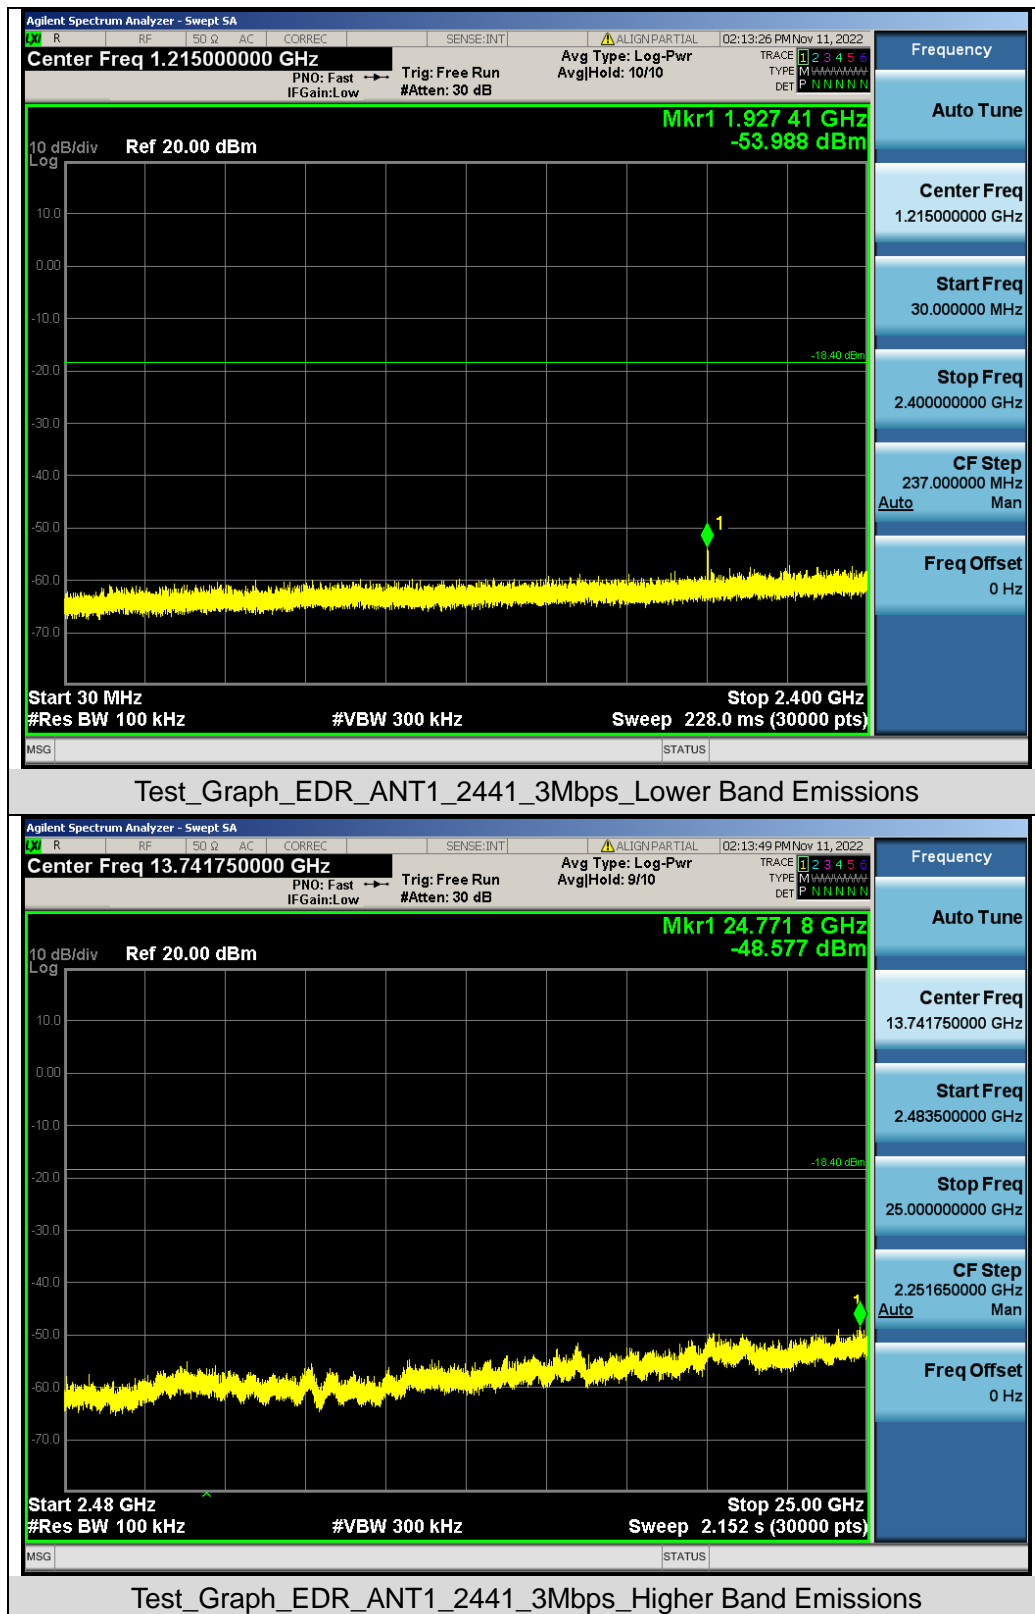 Agilent Spectrum Analyzer - Swept SA
LXI R RF 50 Ω AC CORREC SENSE:INT ALIGN PARTIAL 02:13:26 PM Nov 11, 2022
Center Freq 1.215000000 GHz
PNO: Fast
IFGain:Low
Trig: Free Run
#Atten: 30 dB
Avg Type: Log-Pwr
Avg|Hold: 10/10
TRACE 1 2 3 4 5 6
TYPE M
DET P N N N N N
Mkr1 1.927 41 GHz
-53.988 dBm
10 dB/div Ref 20.00 dBm
Log
10.0
0.00
-10.0
-18.40 dBm
-20.0
-30.0
-40.0
-50.0
1
-60.0
-70.0
Start 30 MHz Stop 2.400 GHz
#Res BW 100 kHz #VBW 300 kHz Sweep 228.0 ms (30000 pts)
MSG STATUS
Frequency
Auto Tune
Center Freq
1.215000000 GHz
Start Freq
30.000000 MHz
Stop Freq
2.400000000 GHz
CF Step
237.000000 MHz
Auto Man
Freq Offset
0 Hz
Test_Graph_EDR_ANT1_2441_3Mbps_Lower Band Emissions
Agilent Spectrum Analyzer - Swept SA
LXI R RF 50 Ω AC CORREC SENSE:INT ALIGN PARTIAL 02:13:49 PM Nov 11, 2022
Center Freq 13.741750000 GHz
PNO: Fast
IFGain:Low
Trig: Free Run
#Atten: 30 dB
Avg Type: Log-Pwr
Avg|Hold: 9/10
TRACE 1 2 3 4 5 6
TYPE M
DET P N N N N N
Mkr1 24.771 8 GHz
-48.577 dBm
10 dB/div Ref 20.00 dBm
Log
10.0
0.00
-10.0
-18.40 dBm
-20.0
-30.0
-40.0
1
-50.0
-60.0
-70.0
Start 2.48 GHz Stop 25.00 GHz
#Res BW 100 kHz #VBW 300 kHz Sweep 2.152 s (30000 pts)
MSG STATUS
Frequency
Auto Tune
Center Freq
13.741750000 GHz
Start Freq
2.483500000 GHz
Stop Freq
25.000000000 GHz
CF Step
2.251650000 GHz
Auto Man
Freq Offset
0 Hz
Test_Graph_EDR_ANT1_2441_3Mbps_Higher Band Emissions